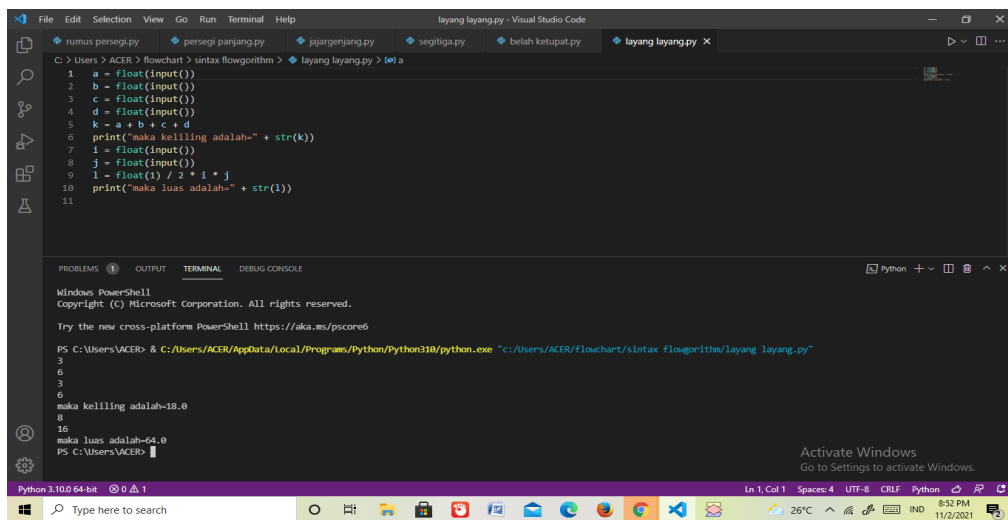 File Edit Selection View Go Run Terminal Help layang layang.py - Visual Studio Code
rumus persegi.py persegi panjang.py jajargenjang.py segitiga.py belah ketupat.py layang layang.py
C: > Users > ACER > flowchart > sintax flowgorithm > layang layang.py > a
1 a = float(input())
2 b = float(input())
3 c = float(input())
4 d = float(input())
5 k = a + b + c + d
6 print("maka keliling adalah=" + str(k))
7 i = float(input())
8 j = float(input())
9 l = float(1) / 2 * i * j
10 print("maka luas adalah=" + str(l))
11
PROBLEMS 1 OUTPUT TERMINAL DEBUG CONSOLE Python
Windows PowerShell
Copyright (C) Microsoft Corporation. All rights reserved.
Try the new cross-platform PowerShell https://aka.ms/pscore6
PS C:\Users\ACER> & C:/Users/ACER/AppData/Local/Programs/Python/Python310/python.exe "c:/Users/ACER/flowchart/sintax flowgorithm/layang layang.py"
3
6
3
6
maka keliling adalah=18.0
8
16
maka luas adalah=64.0
PS C:\Users\ACER>
Activate Windows
Go to Settings to activate Windows.
Python 3.10.0 64-bit 0 1 Ln 1, Col 1 Spaces: 4 UTF-8 CRLF Python
Type here to search 26°C IND 8:52 PM
11/2/2021 2